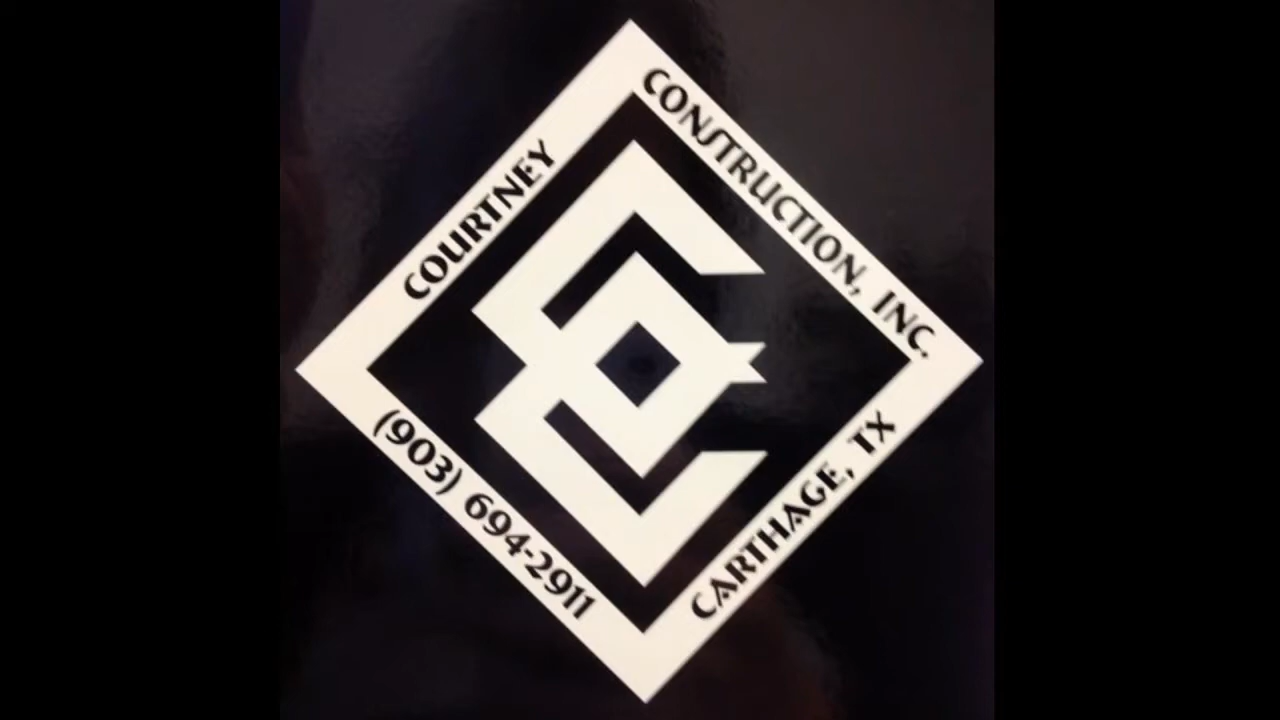 COURTNEY
CONSTRUCTION, INC.
(903) 694-2911
CARTHAGE, TX